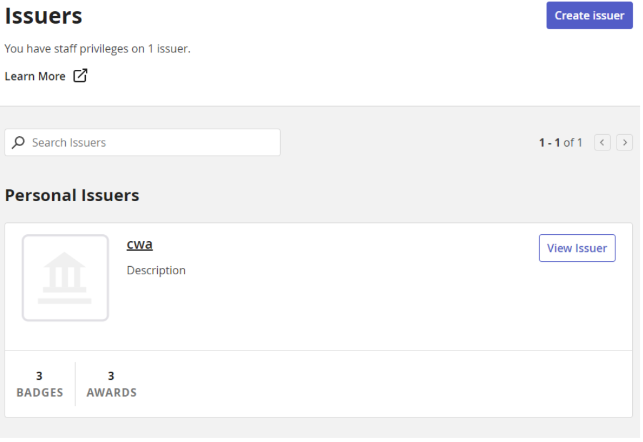 Issuers
Create issuer
You have staff privileges on 1 issuer.
Learn More
Search Issuers
1 - 1 of 1
Personal Issuers
cwa
View Issuer
Description
3
3
BADGES
AWARDS